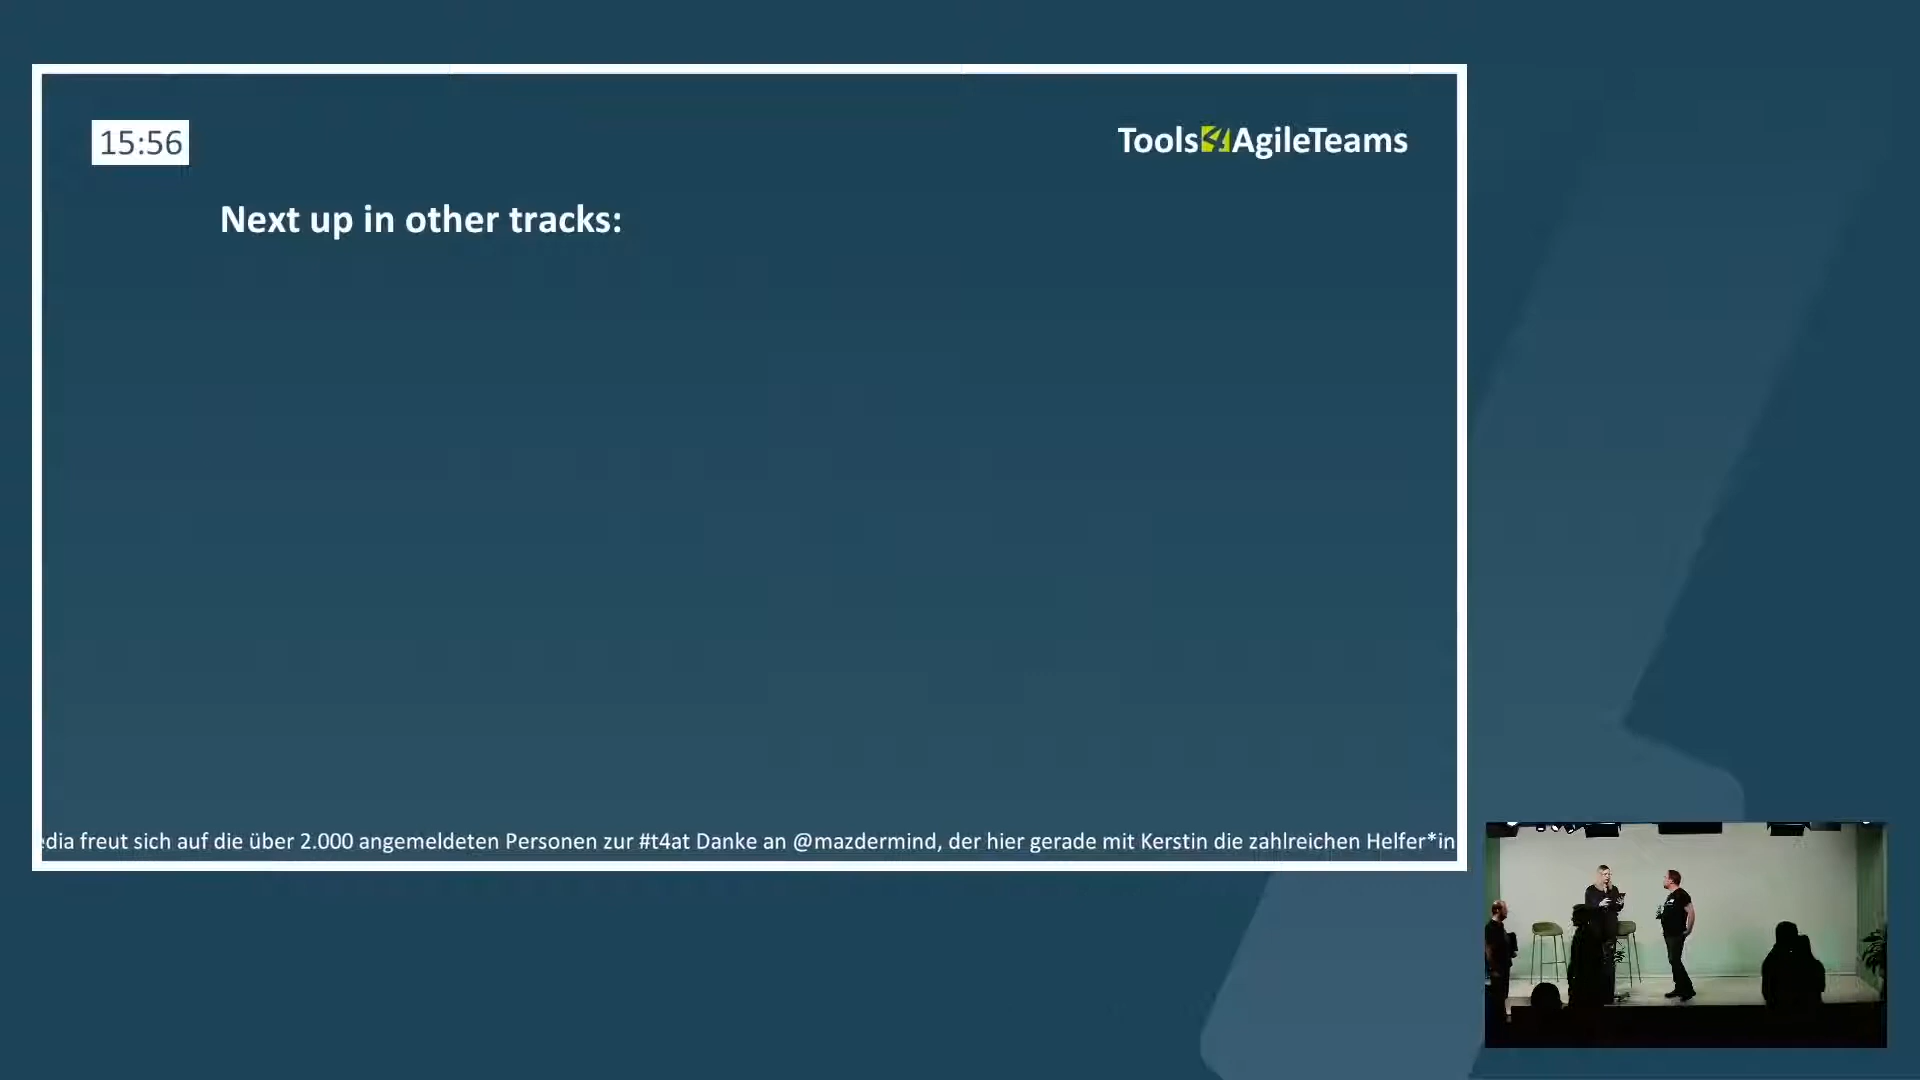 15:56
Tools4AgileTeams
Next up in other tracks:
dia freut sich auf die über 2.000 angemeldeten Personen zur #t4at Danke an @mazdermind, der hier gerade mit Kerstin die zahlreichen Helfer*in